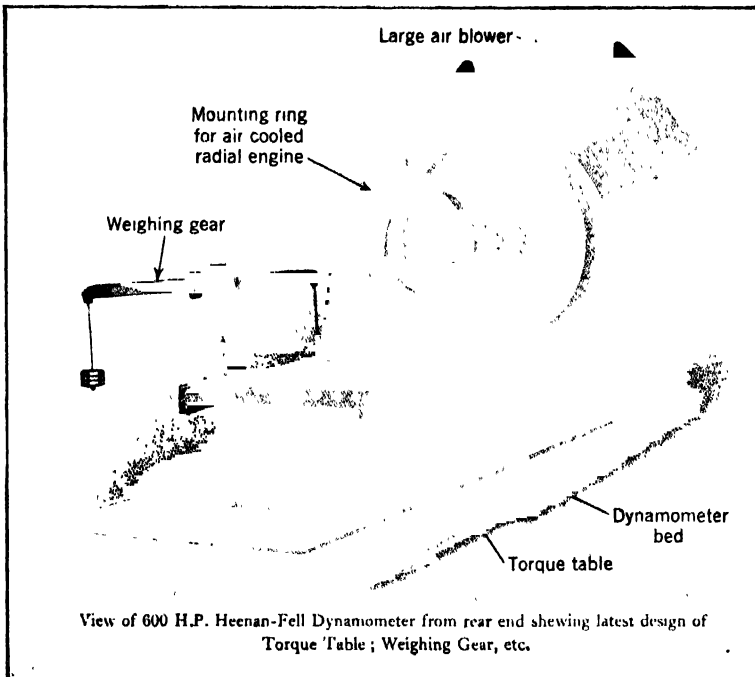 Large air blower
Mounting ring
for air cooled
radial engine
Weighing gear
Dynamometer
bed
Torque table
View of 600 H.P. Heenan-Fell Dynamometer from rear end shewing latest design of
Torque Table ; Weighing Gear, etc.